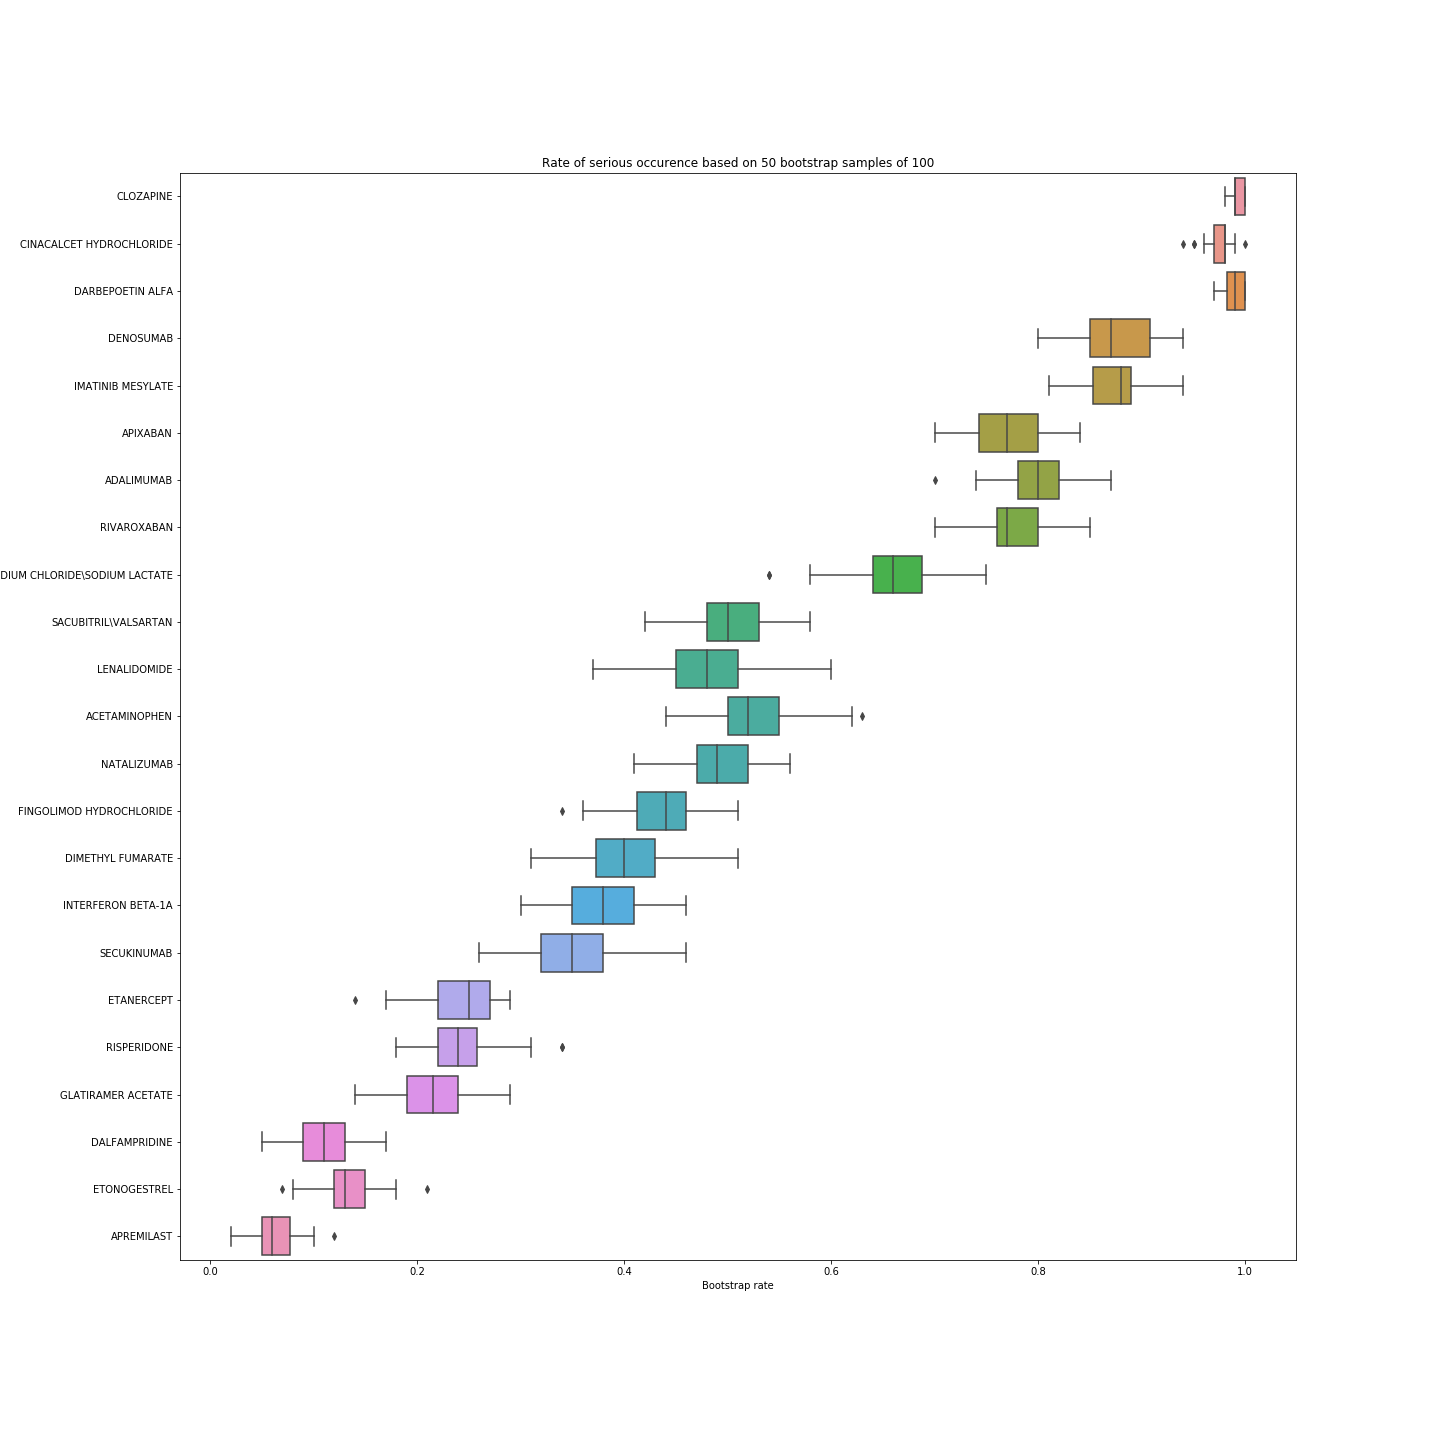 Rate of serious occurence based on 50 bootstrap samples of 100
CLOZAPINE
CINACALCET HYDROCHLORIDE
DARBEPOETIN ALFA
DENOSUMAB
IMATINIB MESYLATE
APIXABAN
ADALIMUMAB
RIVAROXABAN
DIUM CHLORIDE\SODIUM LACTATE
SACUBITRIL\VALSARTAN
LENALIDOMIDE
ACETAMINOPHEN
NATALIZUMAB
FINGOLIMOD HYDROCHLORIDE
DIMETHYL FUMARATE
INTERFERON BETA-1A
SECUKINUMAB
ETANERCEPT
RISPERIDONE
GLATIRAMER ACETATE
DALFAMPRIDINE
ETONOGESTREL
APREMILAST
0.0 0.2 0.4 0.6 0.8 1.0
Bootstrap rate